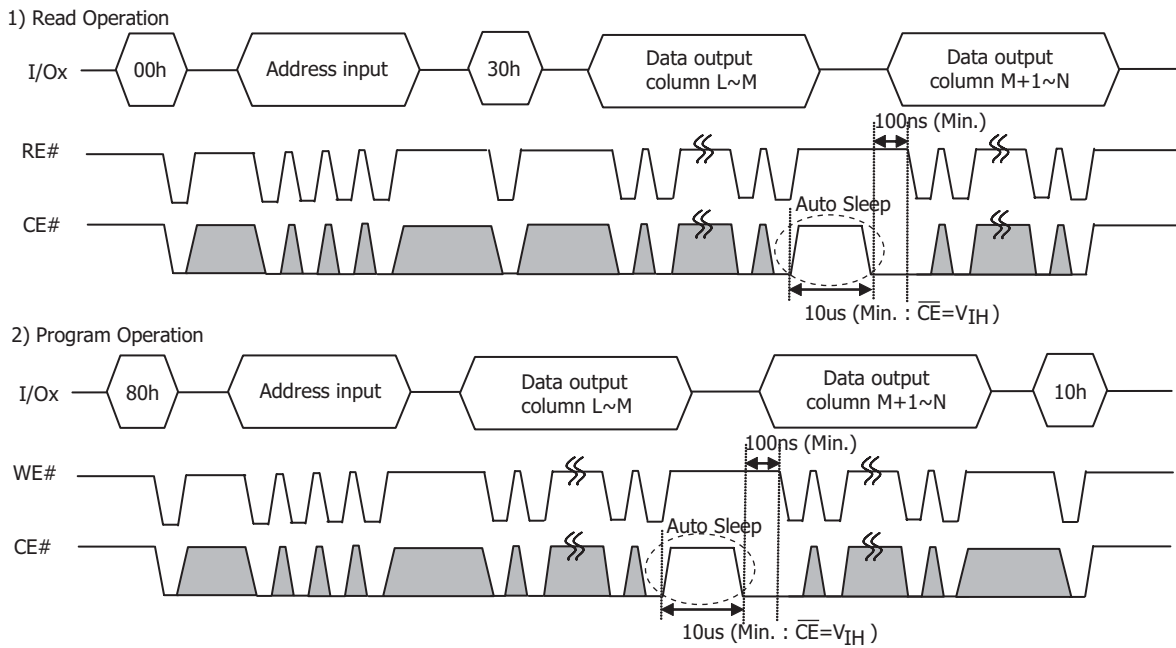 1) Read Operation
I/Ox
00h
Address input
30h
Data output
column L~M
Data output
column M+1~N
100ns (Min.)
RE#
Auto Sleep
CE#
10us (Min. : C̅E̅=VIH)
2) Program Operation
I/Ox
80h
Address input
Data output
column L~M
Data output
column M+1~N
10h
100ns (Min.)
WE#
Auto Sleep
CE#
10us (Min. : C̅E̅=VIH)